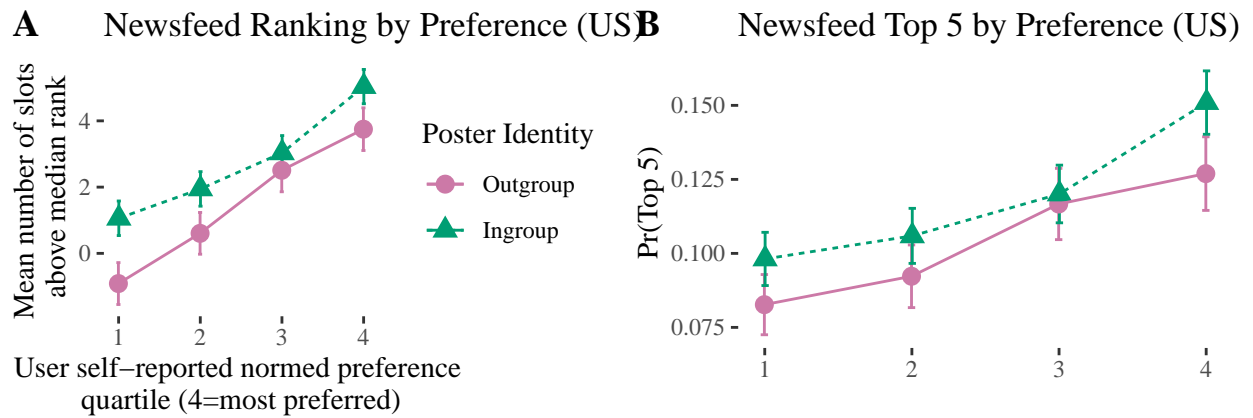 A Newsfeed Ranking by Preference (US)
Mean number of slots
above median rank
4
2
0
1 2 3 4
User self−reported normed preference
quartile (4=most preferred)
Poster Identity
Outgroup
Ingroup
B Newsfeed Top 5 by Preference (US)
Pr(Top 5)
0.150
0.125
0.100
0.075
1 2 3 4